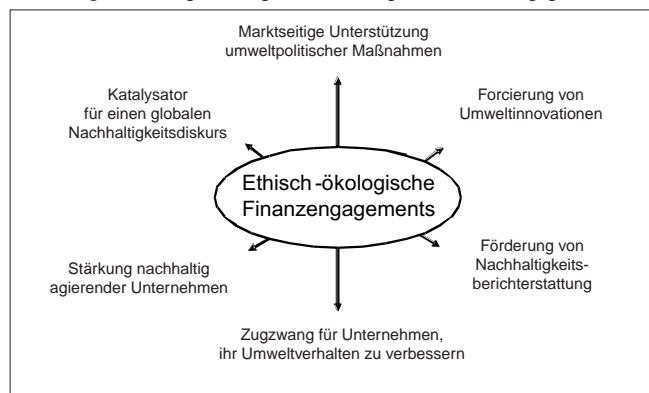 Marktseitige Unterstützung
umweltpolitischer Maßnahmen
Katalysator
für einen globalen
Nachhaltigkeitsdiskurs
Forcierung von
Umweltinnovationen
Ethisch-ökologische
Finanzengagements
Stärkung nachhaltig
agierender Unternehmen
Förderung von
Nachhaltigkeits-
berichterstattung
Zugzwang für Unternehmen,
ihr Umweltverhalten zu verbessern